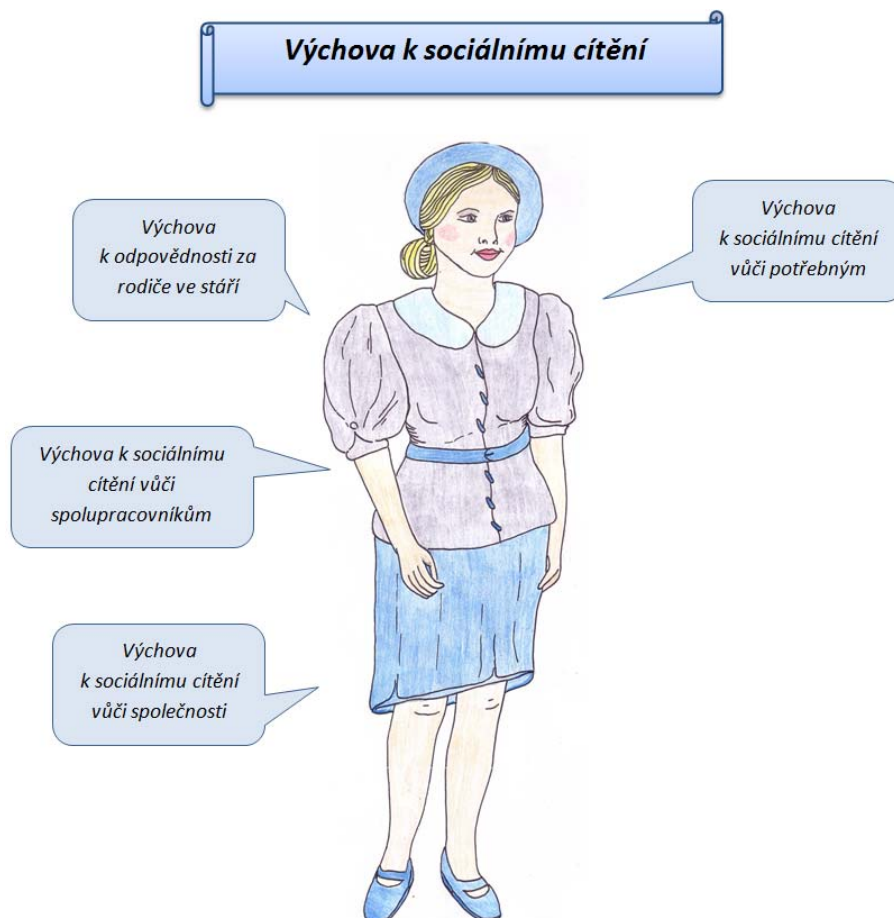 Výchova k sociálnímu cítění
Výchova
k odpovědnosti za
rodiče ve stáří
Výchova
k sociálnímu cítění
vůči potřebným
Výchova k sociálnímu
cítění vůči
spolupracovníkům
Výchova
k sociálnímu cítění
vůči společnosti